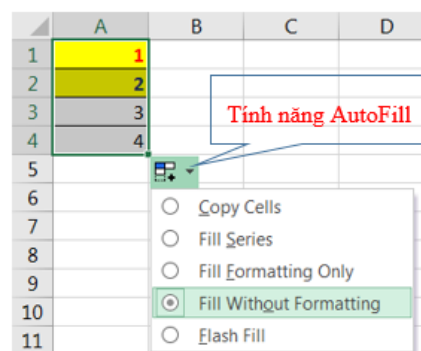 A B C D
1 1
2 2
3 3 Tính năng AutoFill
4 4
5
6 Copy Cells
7 Fill Series
8 Fill Formatting Only
9
10 Fill Without Formatting
11 Flash Fill